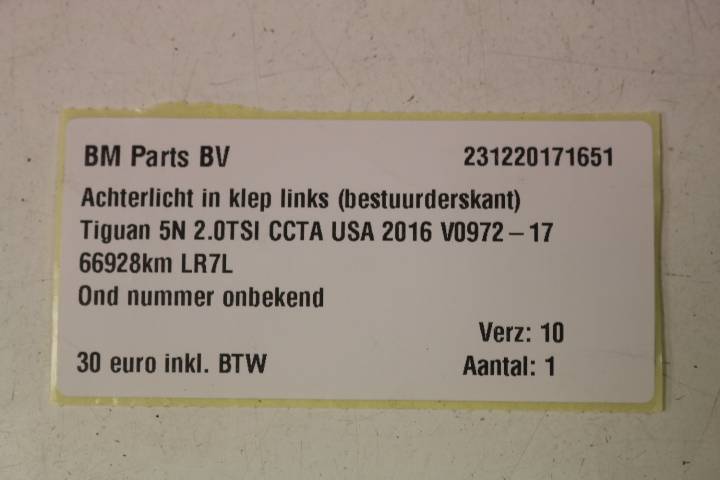 BM Parts BV 231220171651
Achterlicht in klep links (bestuurderskant)
Tiguan 5N 2.0TSI CCTA USA 2016 V0972 – 17
66928km LR7L
Ond nummer onbekend
Verz: 10
30 euro inkl. BTW Aantal: 1